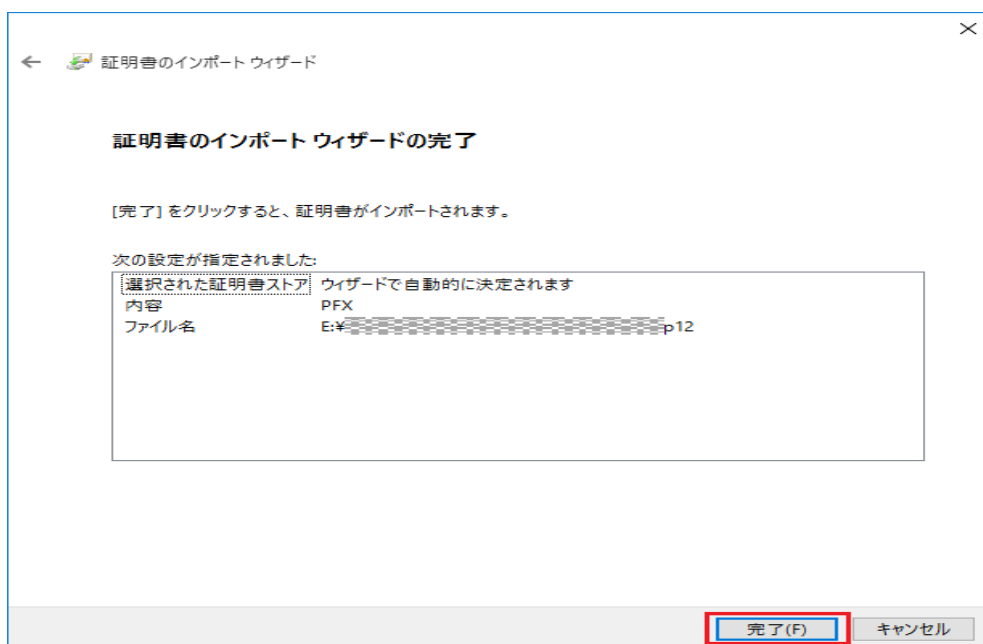 証明書のインポート ウィザード
証明書のインポート ウィザードの完了
[完了] をクリックすると、証明書がインポートされます。
次の設定が指定されました:
選択された証明書ストア ウィザードで自動的に決定されます
内容 PFX
ファイル名 E:¥ p12
完了(F) キャンセル